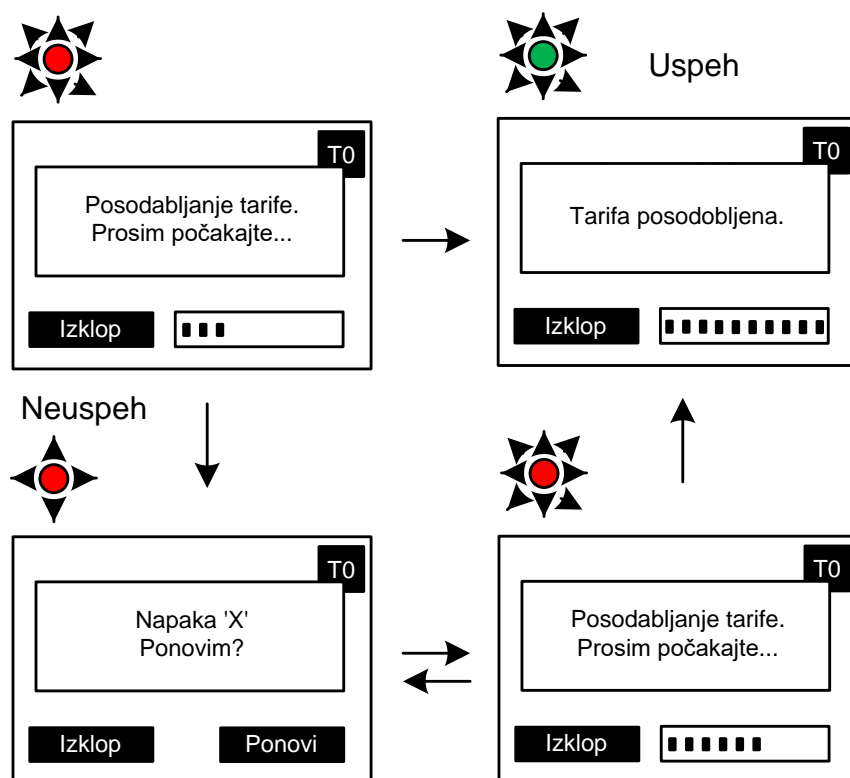 Uspeh
T0
Posodabljanje tarife.
Prosim počakajte...
Izklop
T0
Tarifa posodobljena.
Izklop
Neuspeh
T0
Napaka 'X'
Ponovim?
Izklop
Ponovi
T0
Posodabljanje tarife.
Prosim počakajte...
Izklop